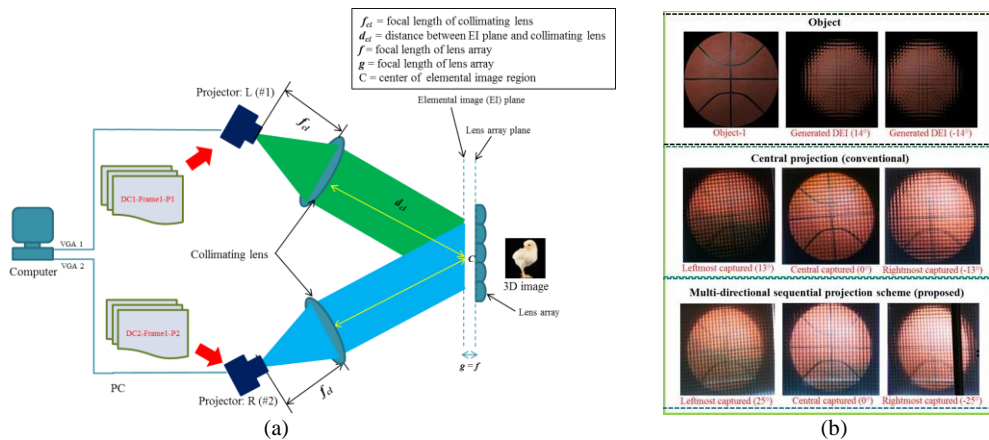 f_cl = focal length of collimating lens
d_cl = distance between EI plane and collimating lens
f = focal length of lens array
g = focal length of lens array
C = center of elemental image region
Projector: L (#1)
f_cl
Elemental image (EI) plane
Lens array plane
DC1-Frame1-P1
d_cl
VGA 1
VGA 2
Computer
Collimating lens
C
3D image
Lens array
DC2-Frame1-P2
PC
f_cl
g = f
Projector: R (#2)
(a)
(b)
Object
Object-1
Generated DEI (14°)
Generated DEI (-14°)
Central projection (conventional)
Leftmost captured (13°)
Central captured (0°)
Rightmost captured (-13°)
Multi-directional sequential projection scheme (proposed)
Leftmost captured (25°)
Central captured (0°)
Rightmost captured (-25°)